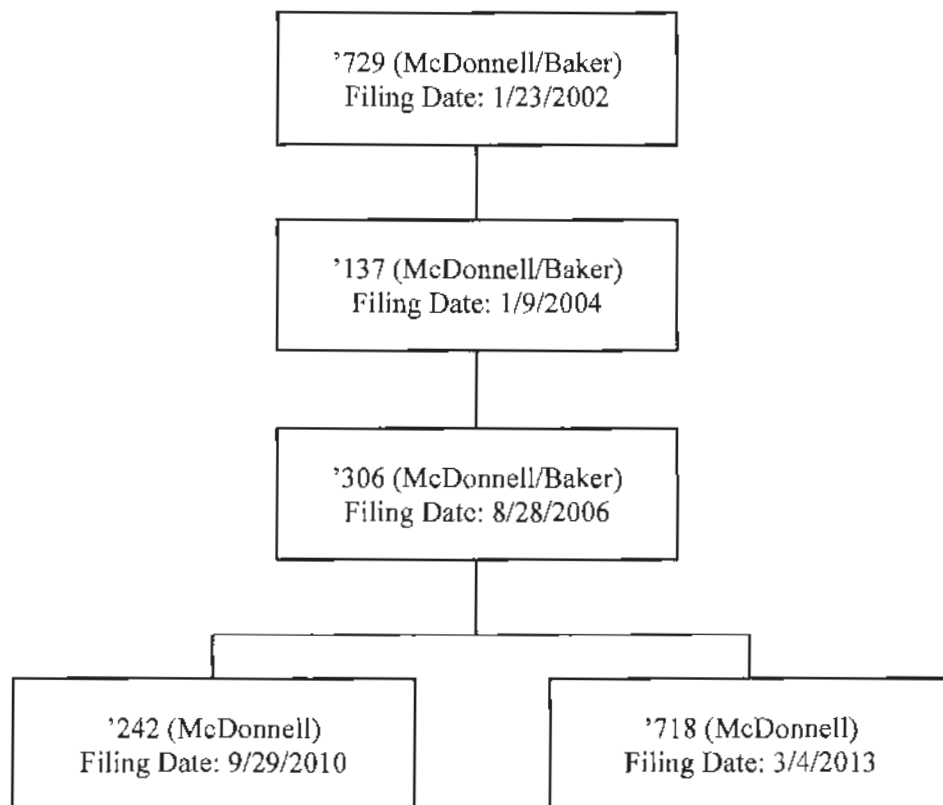 ’729 (McDonnell/Baker)
Filing Date: 1/23/2002
’137 (McDonnell/Baker)
Filing Date: 1/9/2004
’306 (McDonnell/Baker)
Filing Date: 8/28/2006
’242 (McDonnell)
Filing Date: 9/29/2010
’718 (McDonnell)
Filing Date: 3/4/2013